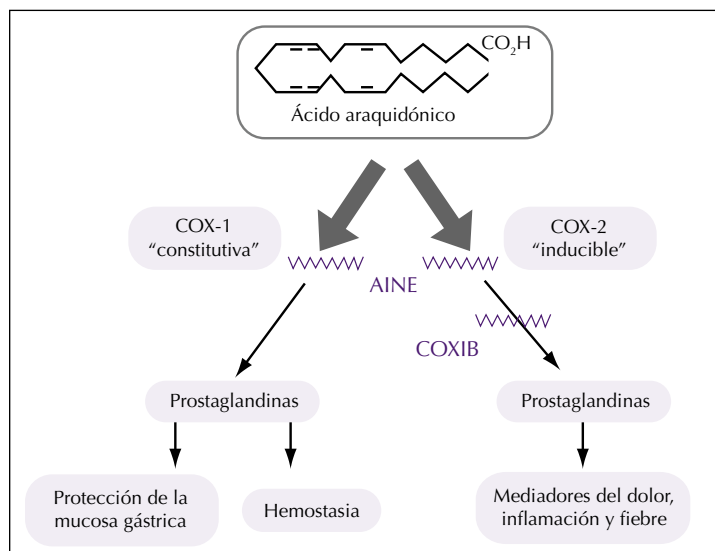 CO₂H
Ácido araquidónico
COX-1
“constitutiva”
COX-2
“inducible”
AINE
COXIB
Prostaglandinas
Prostaglandinas
Protección de la
mucosa gástrica
Hemostasia
Mediadores del dolor,
inflamación y fiebre